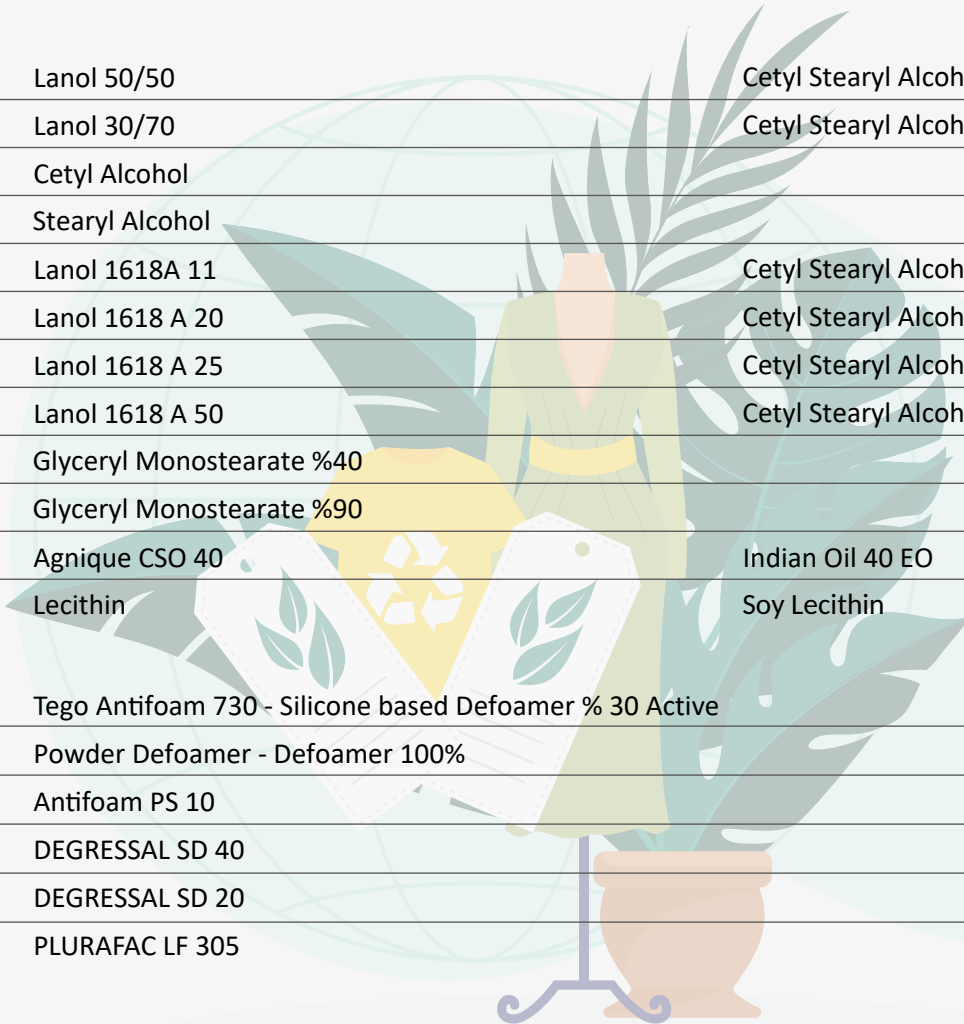 Lanol 50/50 Cetyl Stearyl Alcoh
Lanol 30/70 Cetyl Stearyl Alcoh
Cetyl Alcohol
Stearyl Alcohol
Lanol 1618A 11 Cetyl Stearyl Alcoh
Lanol 1618 A 20 Cetyl Stearyl Alcoh
Lanol 1618 A 25 Cetyl Stearyl Alcoh
Lanol 1618 A 50 Cetyl Stearyl Alcoh
Glyceryl Monostearate %40
Glyceryl Monostearate %90
Agnique CSO 40 Indian Oil 40 EO
Lecithin Soy Lecithin
Tego Antifoam 730 - Silicone based Defoamer % 30 Active
Powder Defoamer - Defoamer 100%
Antifoam PS 10
DEGRESSAL SD 40
DEGRESSAL SD 20
PLURAFAC LF 305